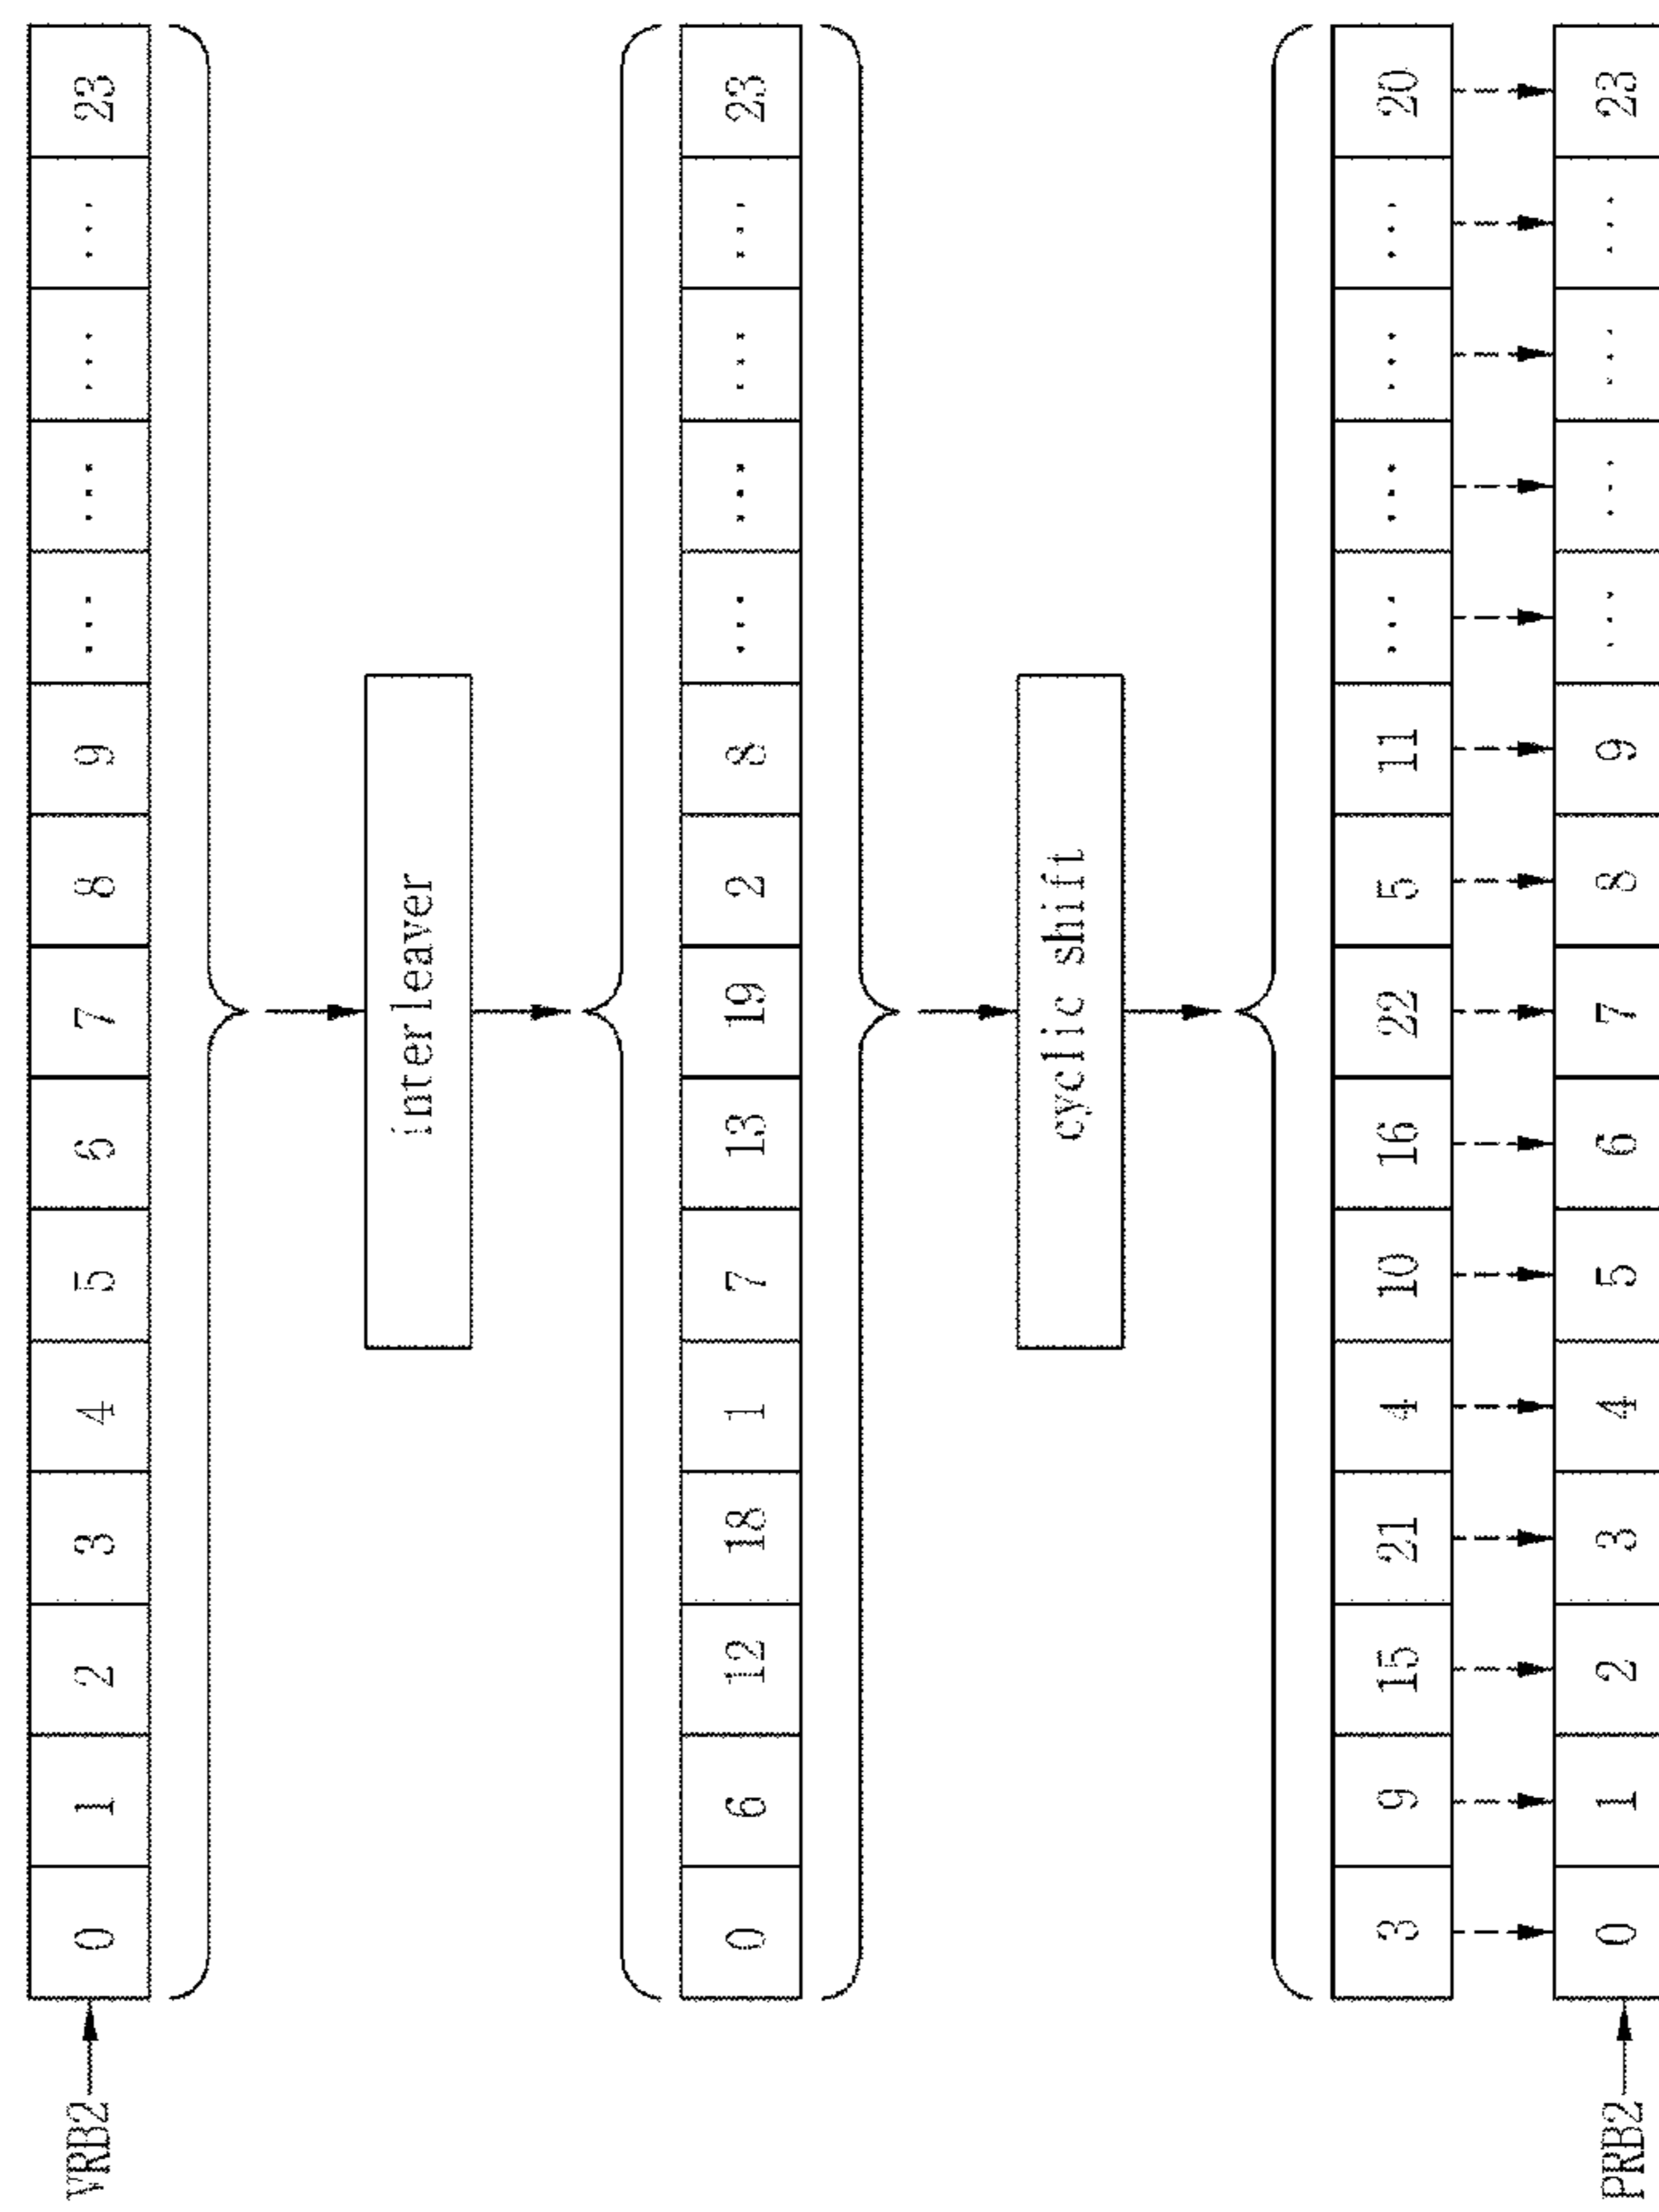 VRB2 0 1 2 3 4 5 6 7 8 9 ... ... ... ... 23
interleaver
0 6 12 18 1 7 13 19 2 8 ... ... ... ... 23
cyclic shift
3 9 15 21 4 10 16 22 5 11 ... ... ... ... 20
PRB2 0 1 2 3 4 5 6 7 8 9 ... ... ... ... 23